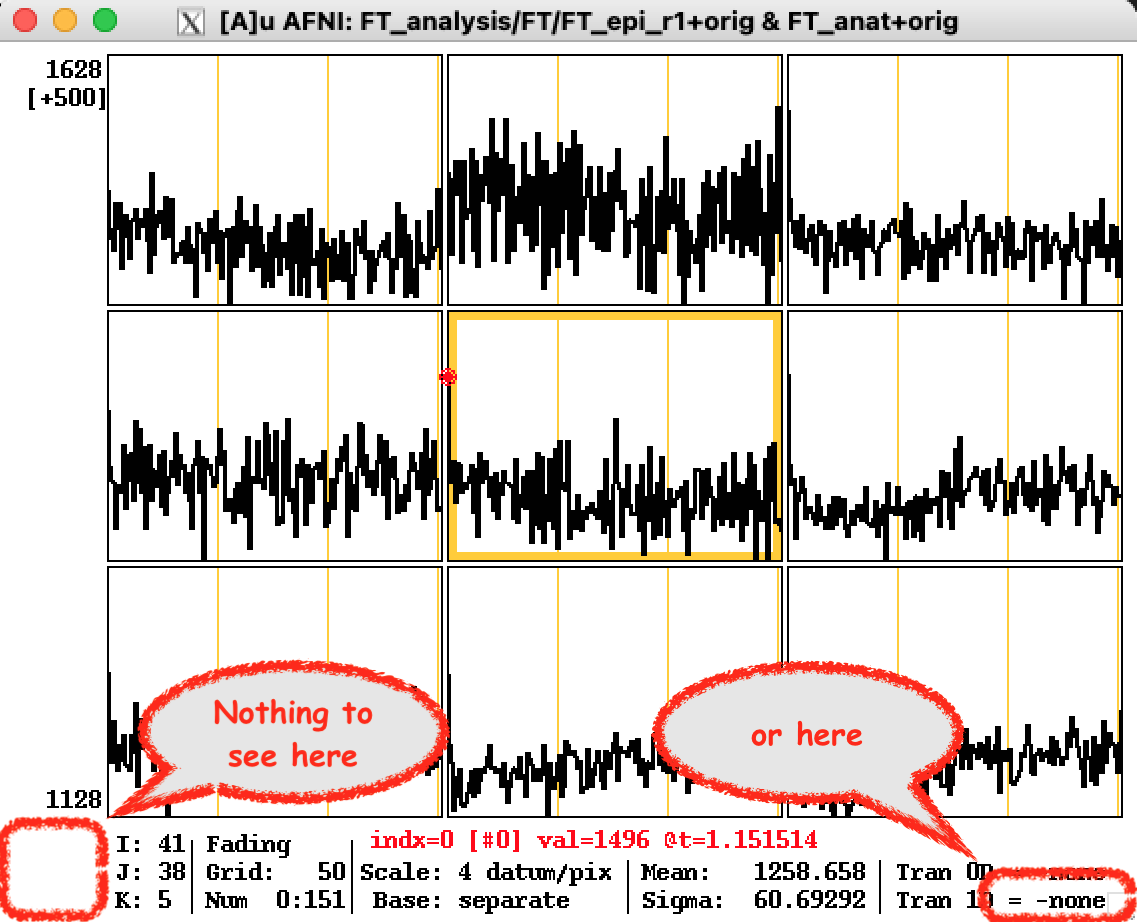 [A]u AFNI: FT_analysis/FT/FT_epi_r1+orig & FT_anat+orig
1628
[+500]
Nothing to
see here
or here
1128
indx=0 [#0] val=1496 @t=1.151514
I: 41 Fading
J: 38 Grid: 50 Scale: 4 datum/pix Mean: 1258.658 Tran 0D = -none
K: 5 Num 0:151 Base: separate Sigma: 60.69292 Tran 1D = -none